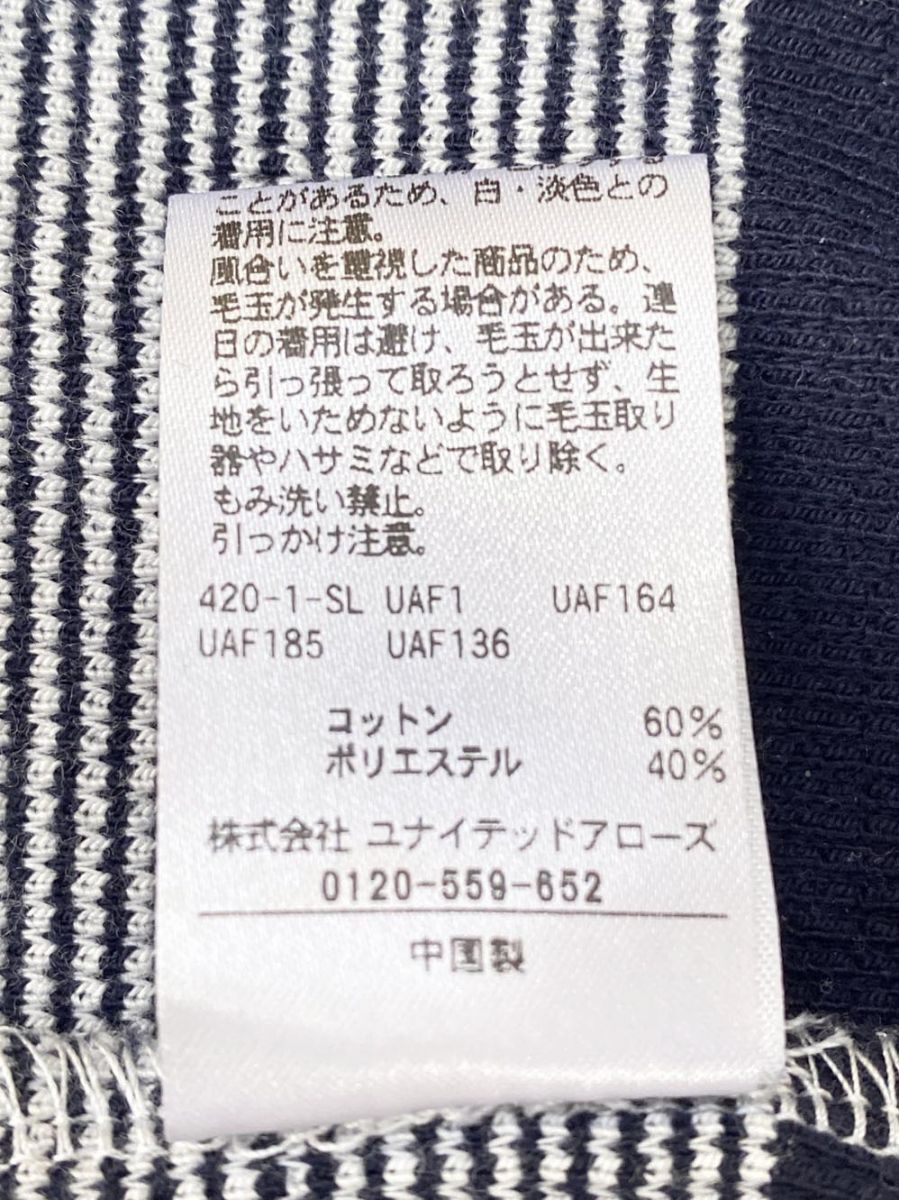 ことがあるため、白・淡色との
着用に注意。
風合いを重視した商品のため、
毛玉が発生する場合がある。連
日の着用は避け、毛玉が出来た
ら引っ張って取ろうとせず、生
地をいためないように毛玉取り
器やハサミなどで取り除く。
もみ洗い禁止。
引っかけ注意。
420-1-SL UAF1 UAF164
UAF185 UAF136
コットン 60%
ポリエステル 40%
株式会社 ユナイテッドアローズ
0120-559-652
中国製